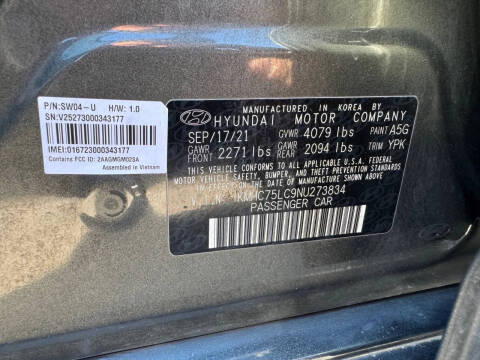 P/N:SW04-U H/W: 1.0
SN:V25273000343177
IMEI:016723000343177
Contains FCC ID: 2AAGMGM02SA
Assembled in Vietnam
MANUFACTURED IN KOREA BY
HYUNDAI MOTOR COMPANY
SEP/17/21 GVWR 4079 lbs PAINT A5G
GAWR FRONT 2271 lbs GAWR REAR 2094 lbs TRIM YPK
THIS VEHICLE CONFORMS TO ALL APPLICABLE U.S.A. FEDERAL
MOTOR VEHICLE SAFETY, BUMPER, AND THEFT PREVENTION
STANDARDS IN EFFECT ON THE DATE OF MANUFACTURE
SHOWN ABOVE.
C75LC9NU273834
PASSENGER CAR